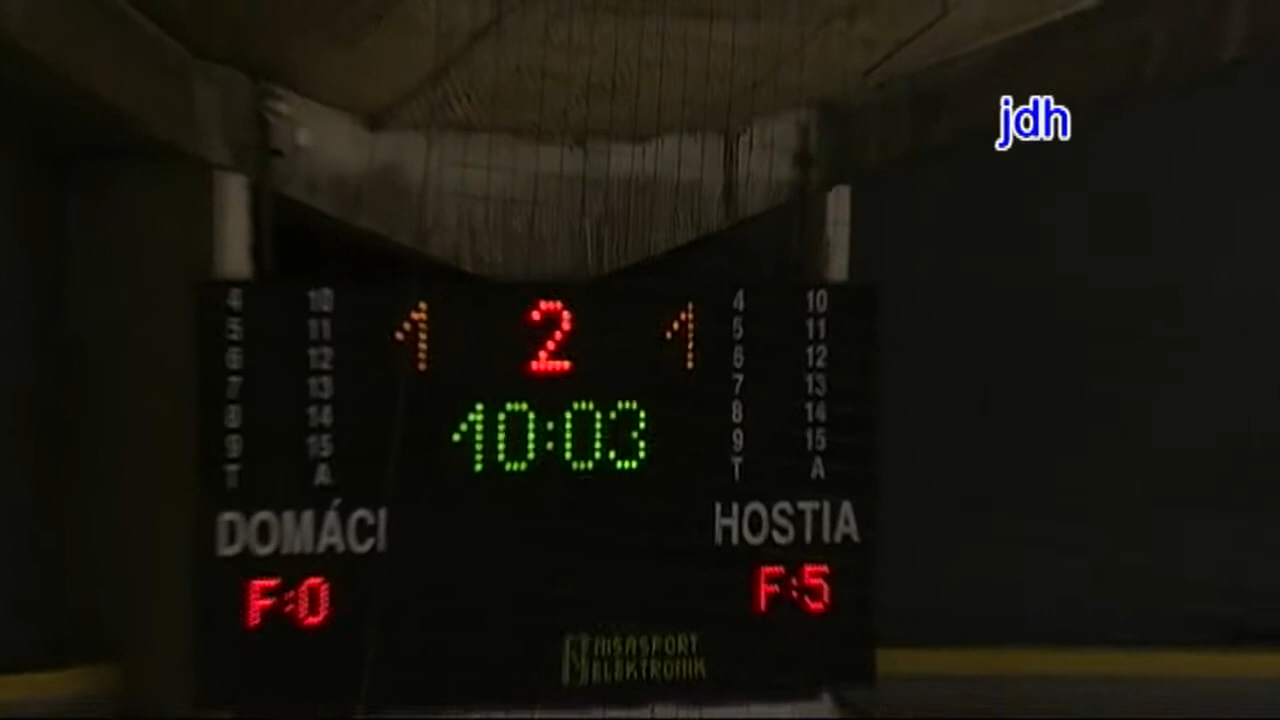 jdh
4 10 1 2 1 4 10
5 11 5 11
6 12 6 12
7 13 10:03 7 13
8 14 8 14
9 15 9 15
T A T A
DOMÁCI HOSTIA
F:0 F:5
NISASPORT
ELEKTRONIK